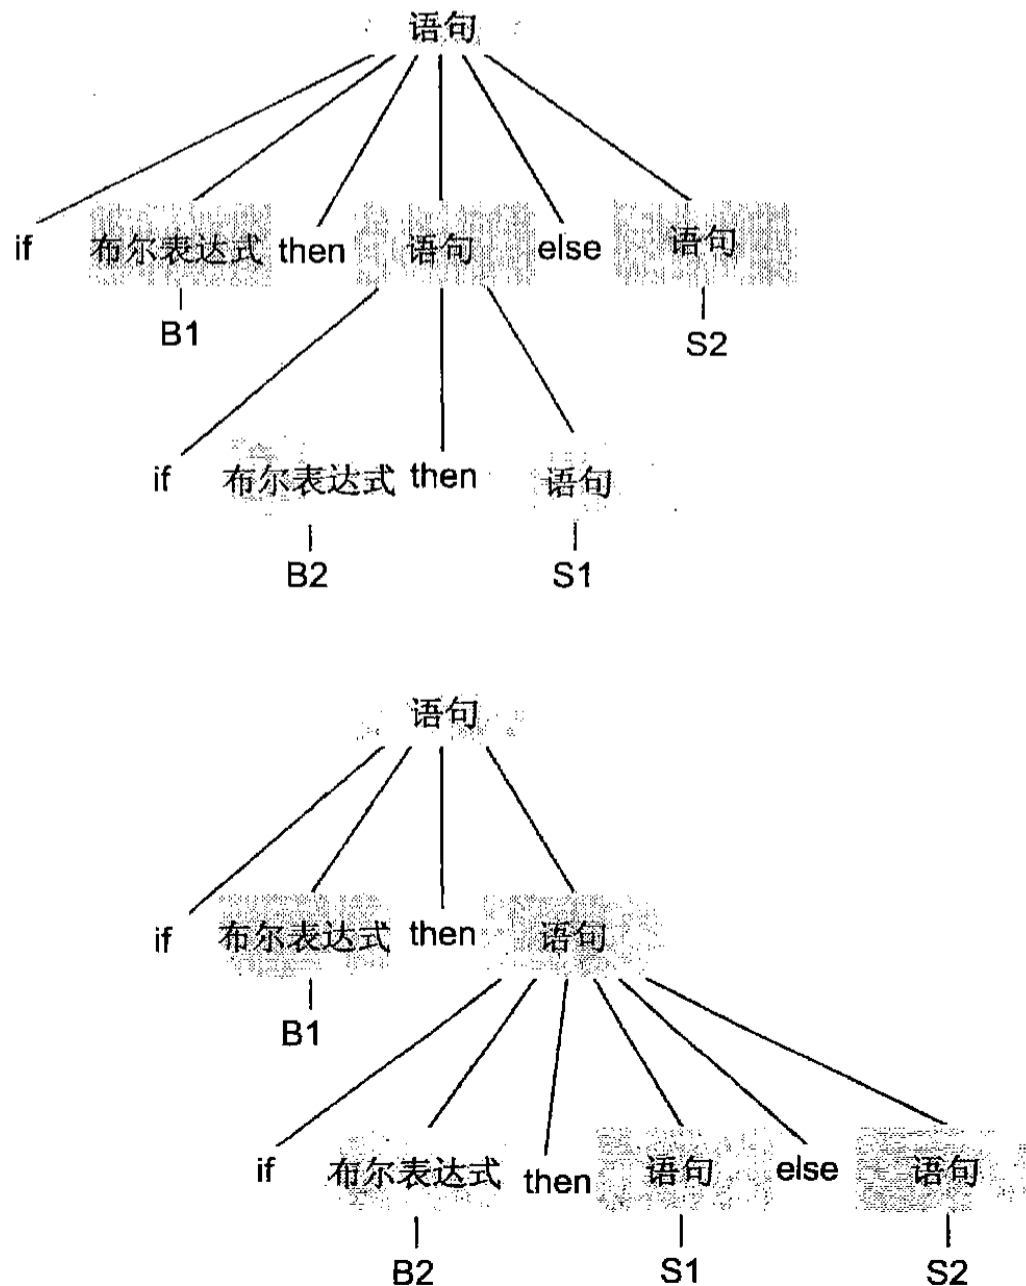 语句
if 布尔表达式 then 语句 else 语句
B1 S2
if 布尔表达式 then 语句
B2 S1
语句
if 布尔表达式 then 语句
B1
if 布尔表达式 then 语句 else 语句
B2 S1 S2